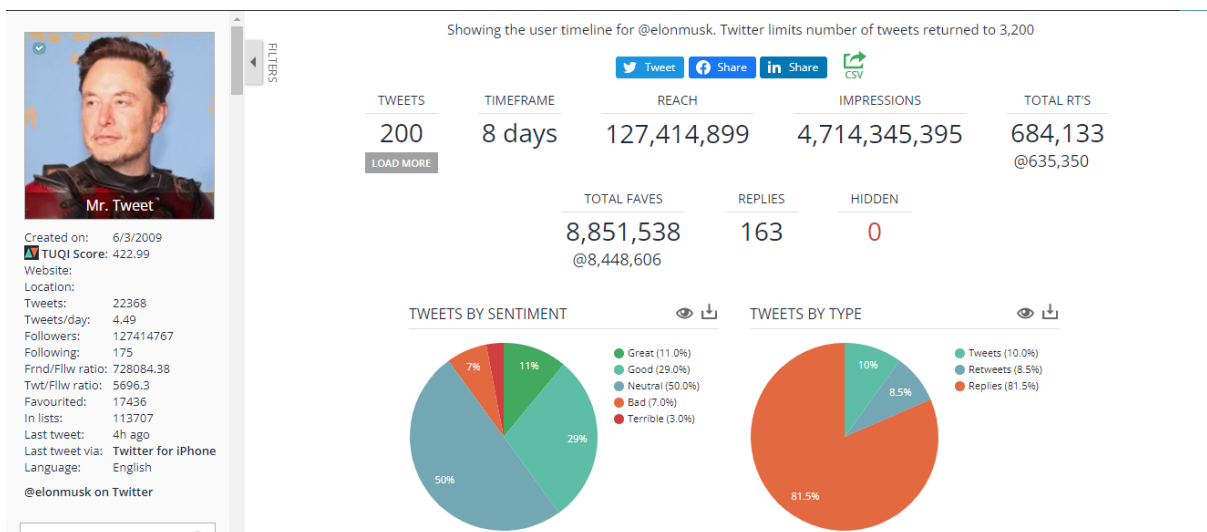 Showing the user timeline for @elonmusk. Twitter limits number of tweets returned to 3,200
FILTERS
Tweet
Share
in Share
CSV
TWEETS TIMEFRAME REACH IMPRESSIONS TOTAL RT'S
200 8 days 127,414,899 4,714,345,395 684,133
LOAD MORE @635,350
TOTAL FAVES REPLIES HIDDEN
8,851,538 163 0
@8,448,606
Mr. Tweet
Created on: 6/3/2009
TUQI Score: 422.99
Website:
Location:
Tweets: 22368
Tweets/day: 4.49
Followers: 127414767
Following: 175
Frnd/Fllw ratio: 728084.38
Twt/Fllw ratio: 5696.3
Favourited: 17436
In lists: 113707
Last tweet: 4h ago
Last tweet via: Twitter for iPhone
Language: English
@elonmusk on Twitter
TWEETS BY SENTIMENT
11%
29%
50%
7%
Great (11.0%)
Good (29.0%)
Neutral (50.0%)
Bad (7.0%)
Terrible (3.0%)
TWEETS BY TYPE
10%
8.5%
81.5%
Tweets (10.0%)
Retweets (8.5%)
Replies (81.5%)